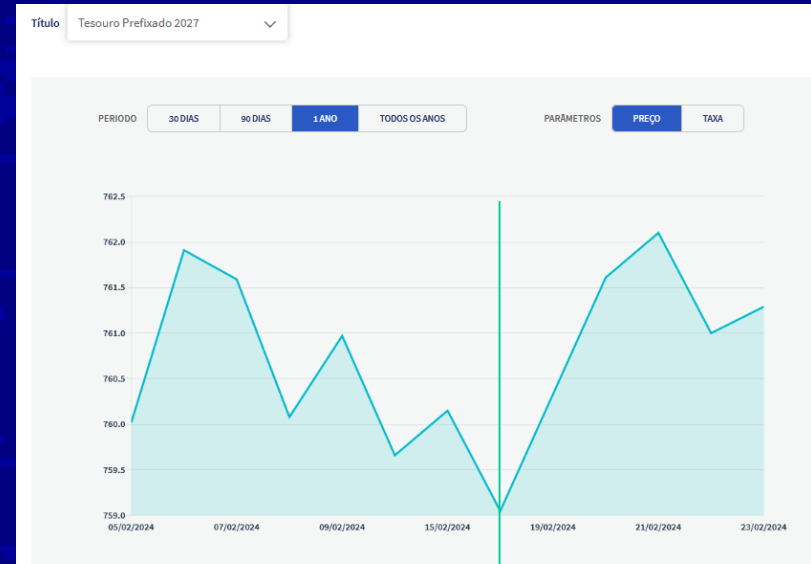 Título Tesouro Prefixado 2027
PERIODO 30 DIAS 90 DIAS 1 ANO TODOS OS ANOS PARÂMETROS PREÇO TAXA
762.5
762.0
761.5
761.0
760.5
760.0
759.5
759.0
05/02/2024 07/02/2024 09/02/2024 15/02/2024 19/02/2024 21/02/2024 23/02/2024